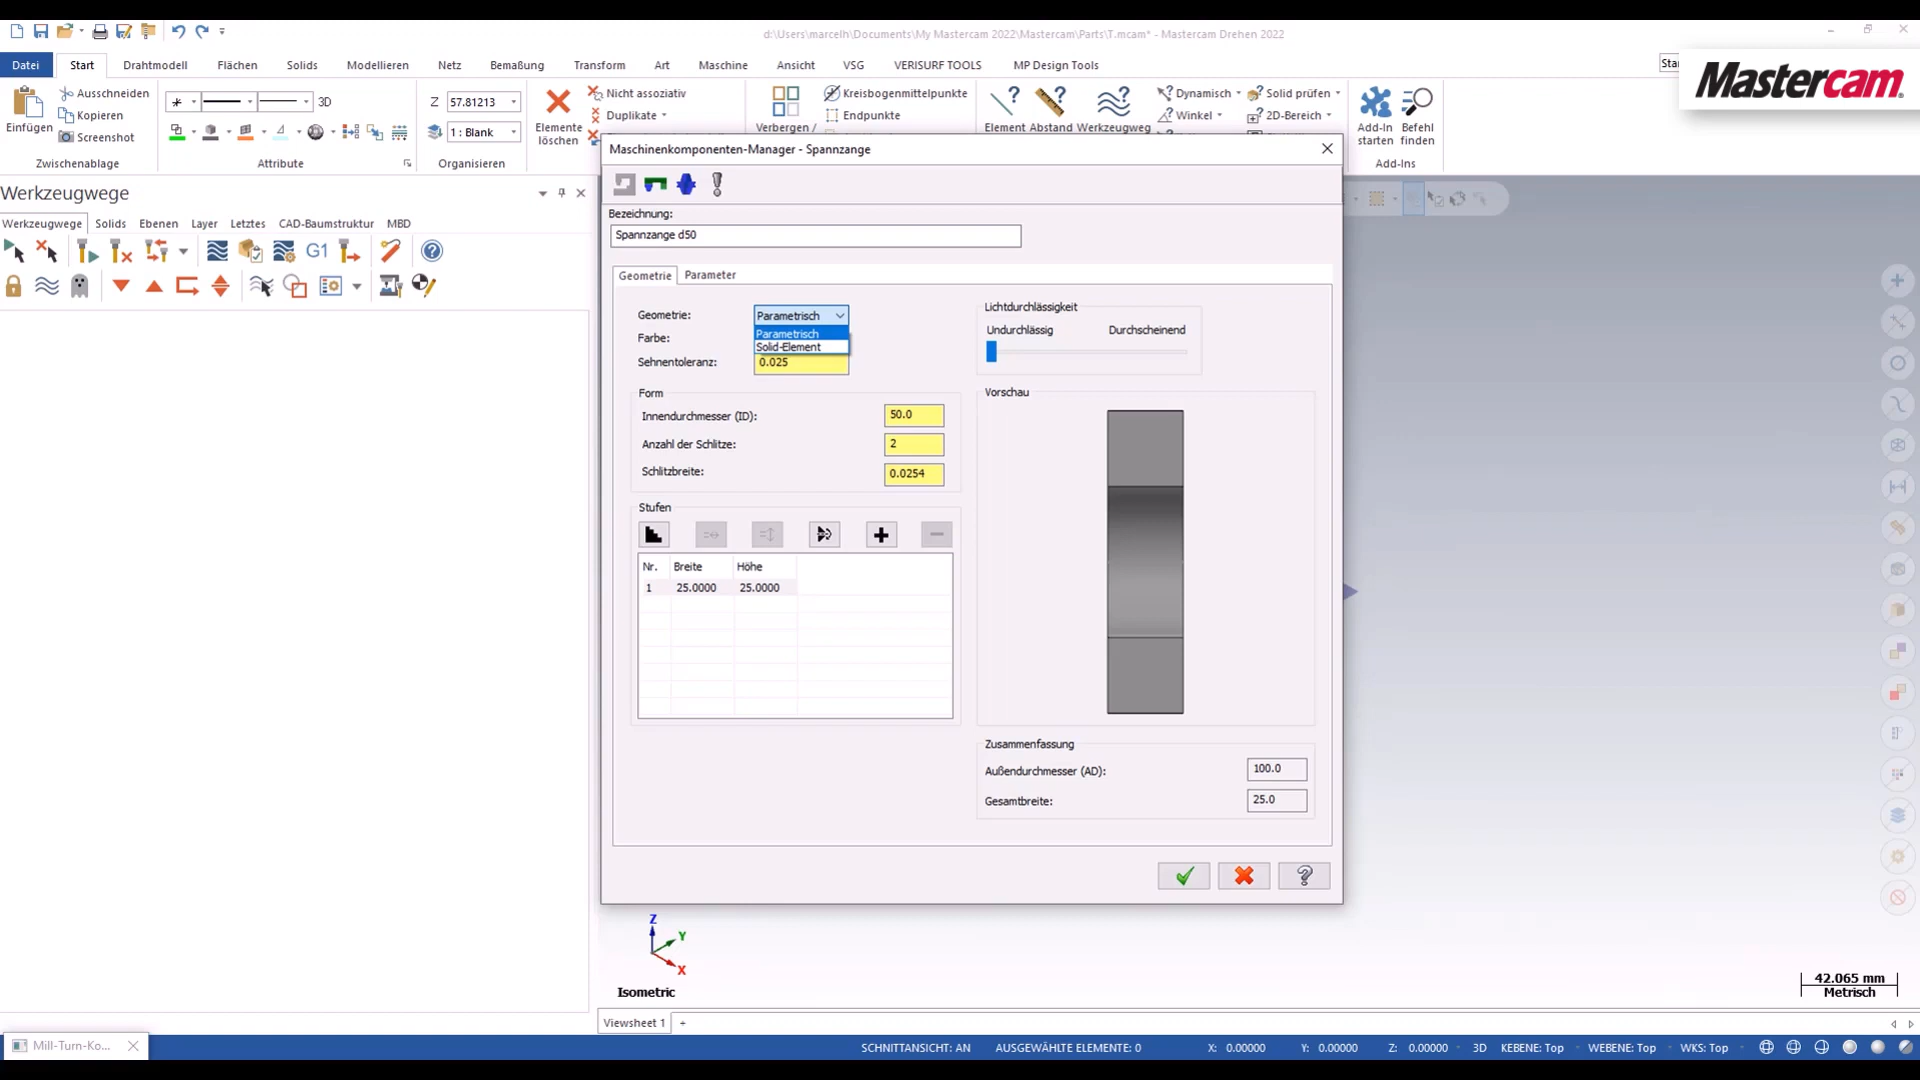 d:\Users\marcelh\Documents\My Mastercam 2022\Mastercam\Parts\T.mcam* - Mastercam Drehen 2022
Datei Start Drahtmodell Flächen Solids Modellieren Netz Bemaßung Transform Art Maschine Ansicht VSG VERISURF TOOLS MP Design Tools
Mastercam
Einfügen
Ausschneiden
Kopieren
Screenshot
Zwischenablage
3D
Attribute
Z 57.81213
1 : Blank
Organisieren
Elemente
löschen
Nicht assoziativ
Duplikate
Verbergen /
Kreisbogenmittelpunkte
Endpunkte
Element Abstand Werkzeugweg
Dynamisch
Winkel
Solid prüfen
2D-Bereich
Add-In
starten
Befehl
finden
Add-Ins
Werkzeugwege
Werkzeugwege Solids Ebenen Layer Letztes CAD-Baumstruktur MBD
G1
Maschinenkomponenten-Manager - Spannzange
Bezeichnung:
Spannzange d50
Geometrie Parameter
Geometrie: Parametrisch
Parametrisch
Solid-Element
Farbe:
Sehnentoleranz: 0.025
Form
Innendurchmesser (ID): 50.0
Anzahl der Schlitze: 2
Schlitzbreite: 0.0254
Stufen
Nr. Breite Höhe
1 25.0000 25.0000
Lichtdurchlässigkeit
Undurchlässig Durchscheinend
Vorschau
Zusammenfassung
Außendurchmesser (AD): 100.0
Gesamtbreite: 25.0
Z
Y
X
Isometric
42.065 mm
Metrisch
Viewsheet 1 +
Mill-Turn-Ko...
SCHNITTANSICHT: AN AUSGEWÄHLTE ELEMENTE: 0 X: 0.00000 Y: 0.00000 Z: 0.00000 3D KEBENE: Top WEBENE: Top WKS: Top